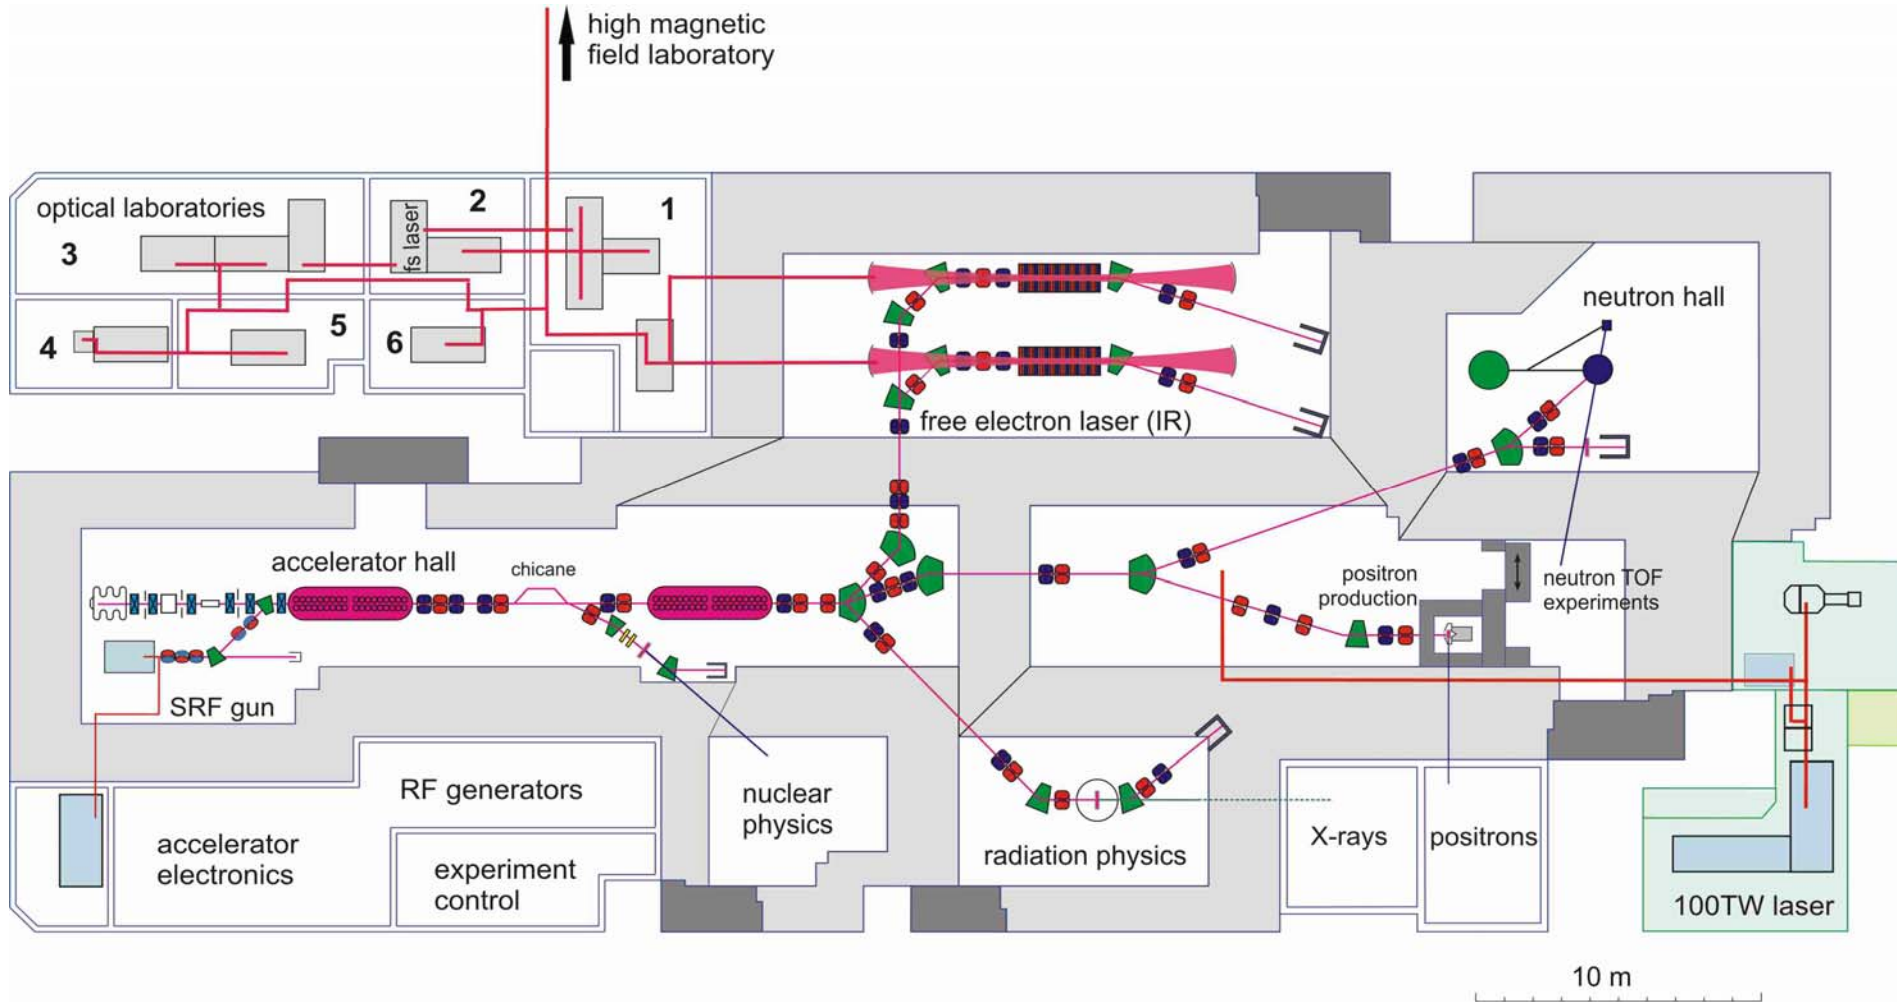 high magnetic
field laboratory
optical laboratories
2
1
3
fs laser
4
5
6
neutron hall
free electron laser (IR)
accelerator hall
chicane
positron
production
neutron TOF
experiments
SRF gun
RF generators
nuclear
physics
accelerator
electronics
experiment
control
radiation physics
X-rays
positrons
100TW laser
10 m